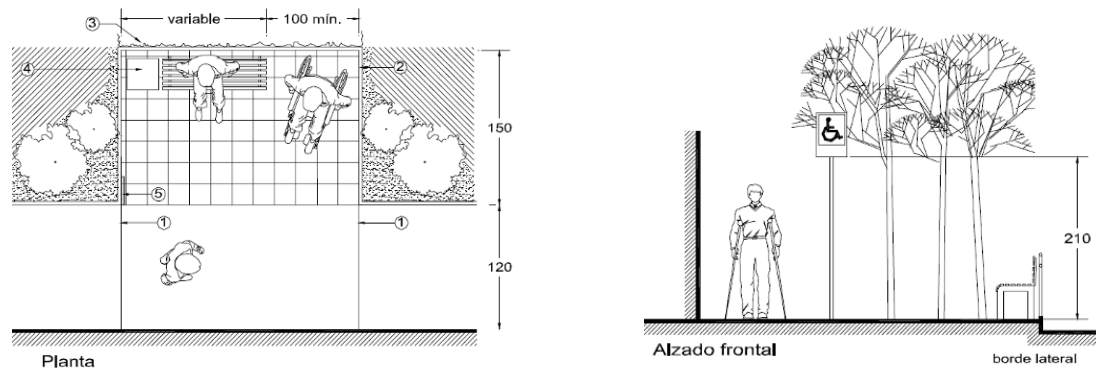 variable
100 mín.
3
4
2
150
5
1
1
120
Planta
210
Alzado frontal
borde lateral